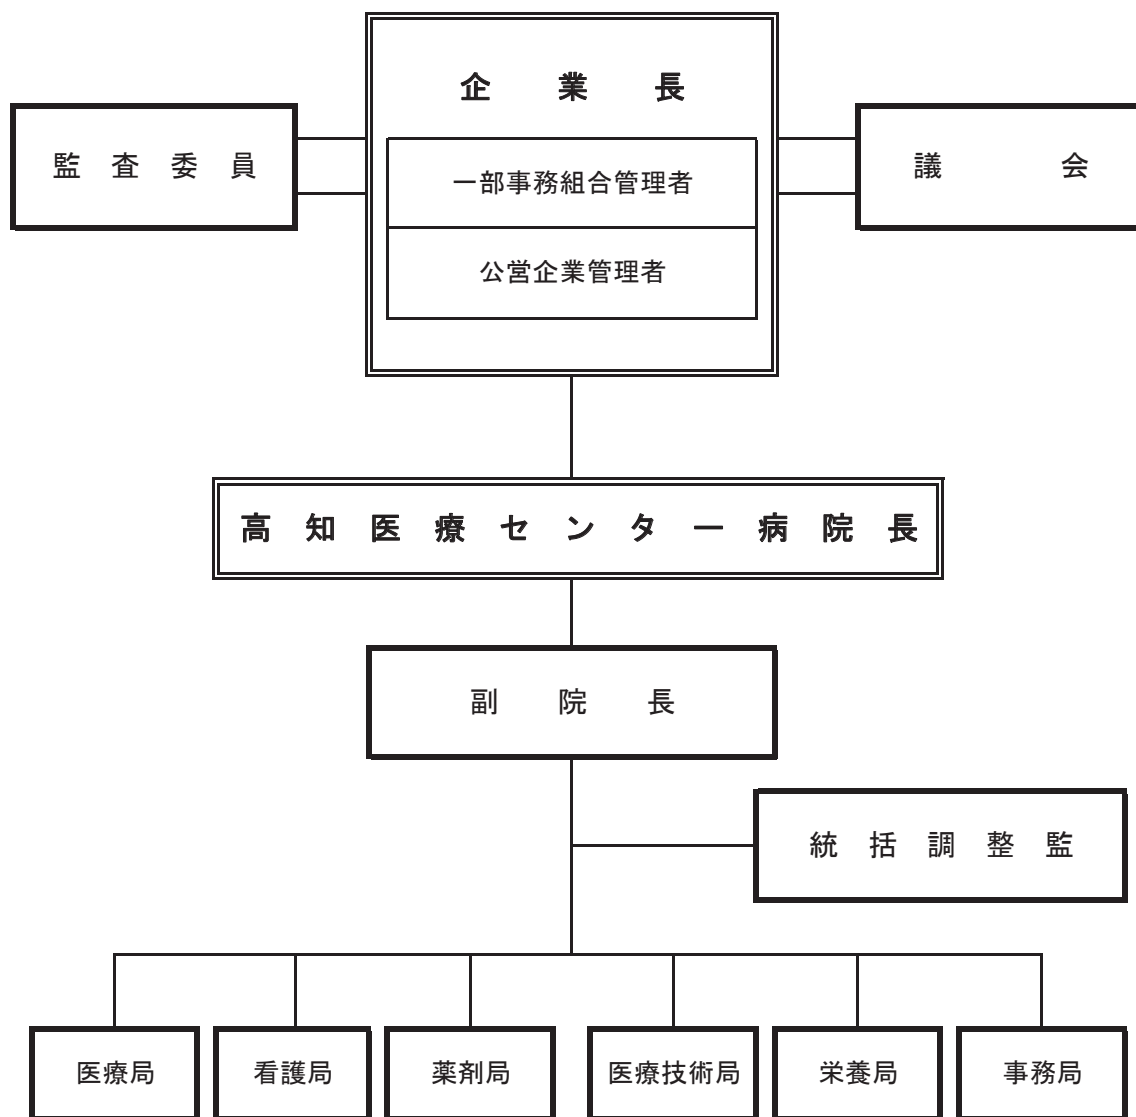 企業長
監査委員
議会
一部事務組合管理者
公営企業管理者
高知医療センター病院長
副院長
統括調整監
医療局
看護局
薬剤局
医療技術局
栄養局
事務局